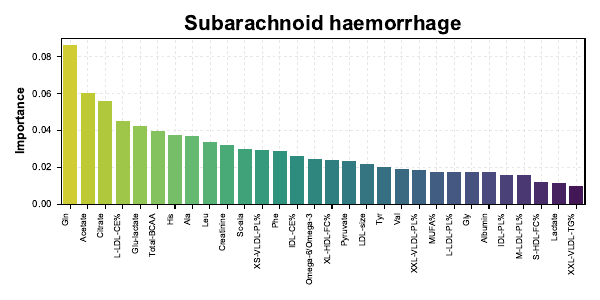 Subarachnoid haemorrhage
Importance
0.08
0.06
0.04
0.02
0.00
Gln
Acetate
Citrate
L-LDL-CE%
Glu-lactate
Total-BCAA
His
Ala
Leu
Creatinine
XS-VLDL-PL%
Phe
IDL-CE%
Omega-6/Omega-3
XL-HDL-FC%
Pyruvate
LDL-size
Tyr
Val
XXL-VLDL-PL%
MUFA%
L-LDL-PL%
Gly
Albumin
IDL-PL%
M-LDL-PL%
S-HDL-FC%
Lactate
XXL-VLDL-TG%